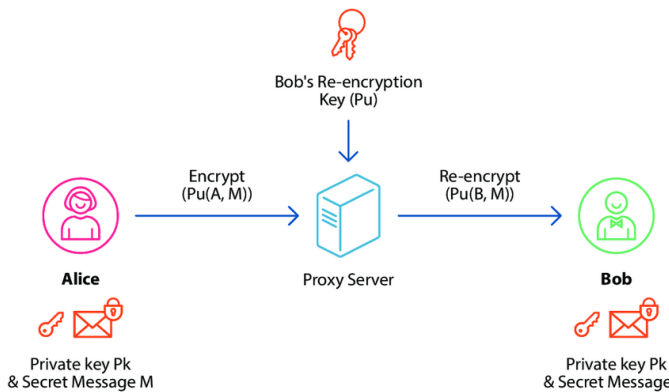 Bob's Re-encryption
Key (Pu)
Encrypt
(Pu(A, M))
Re-encrypt
(Pu(B, M))
Alice
Proxy Server
Bob
Private key Pk
& Secret Message M
Private key Pk
& Secret Message